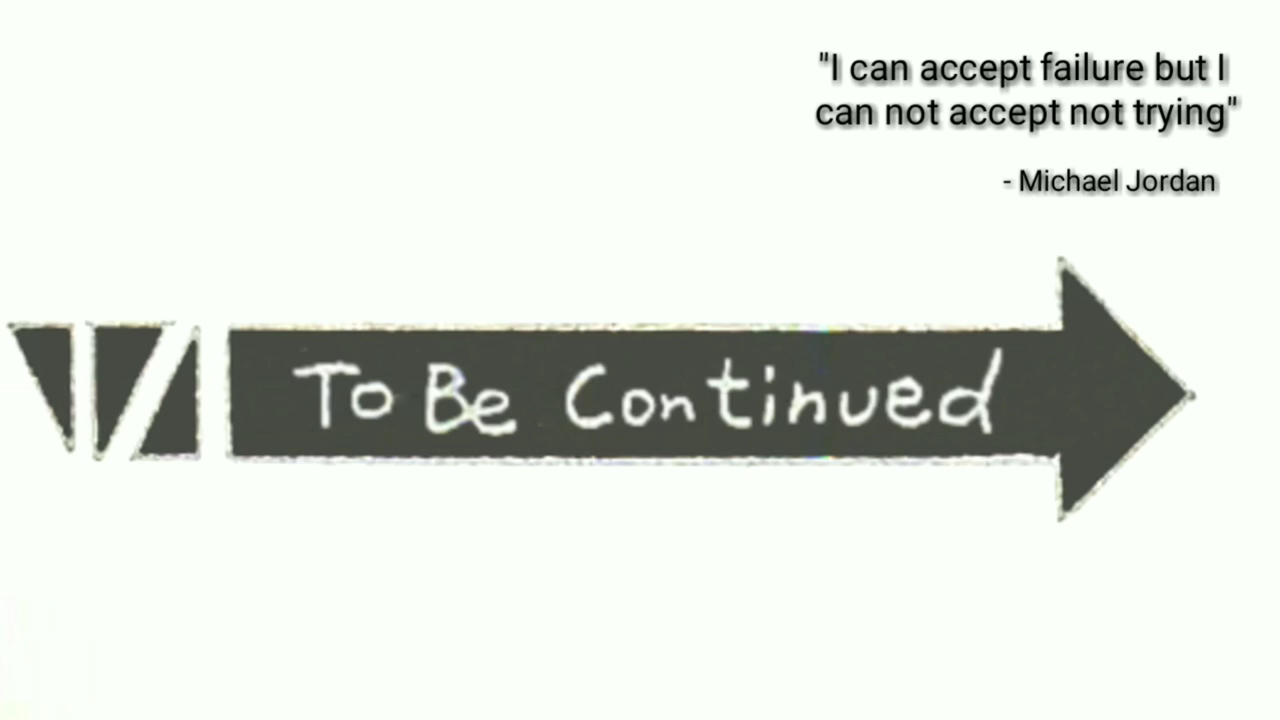 "I can accept failure but I
can not accept not trying"
- Michael Jordan
To Be Continued